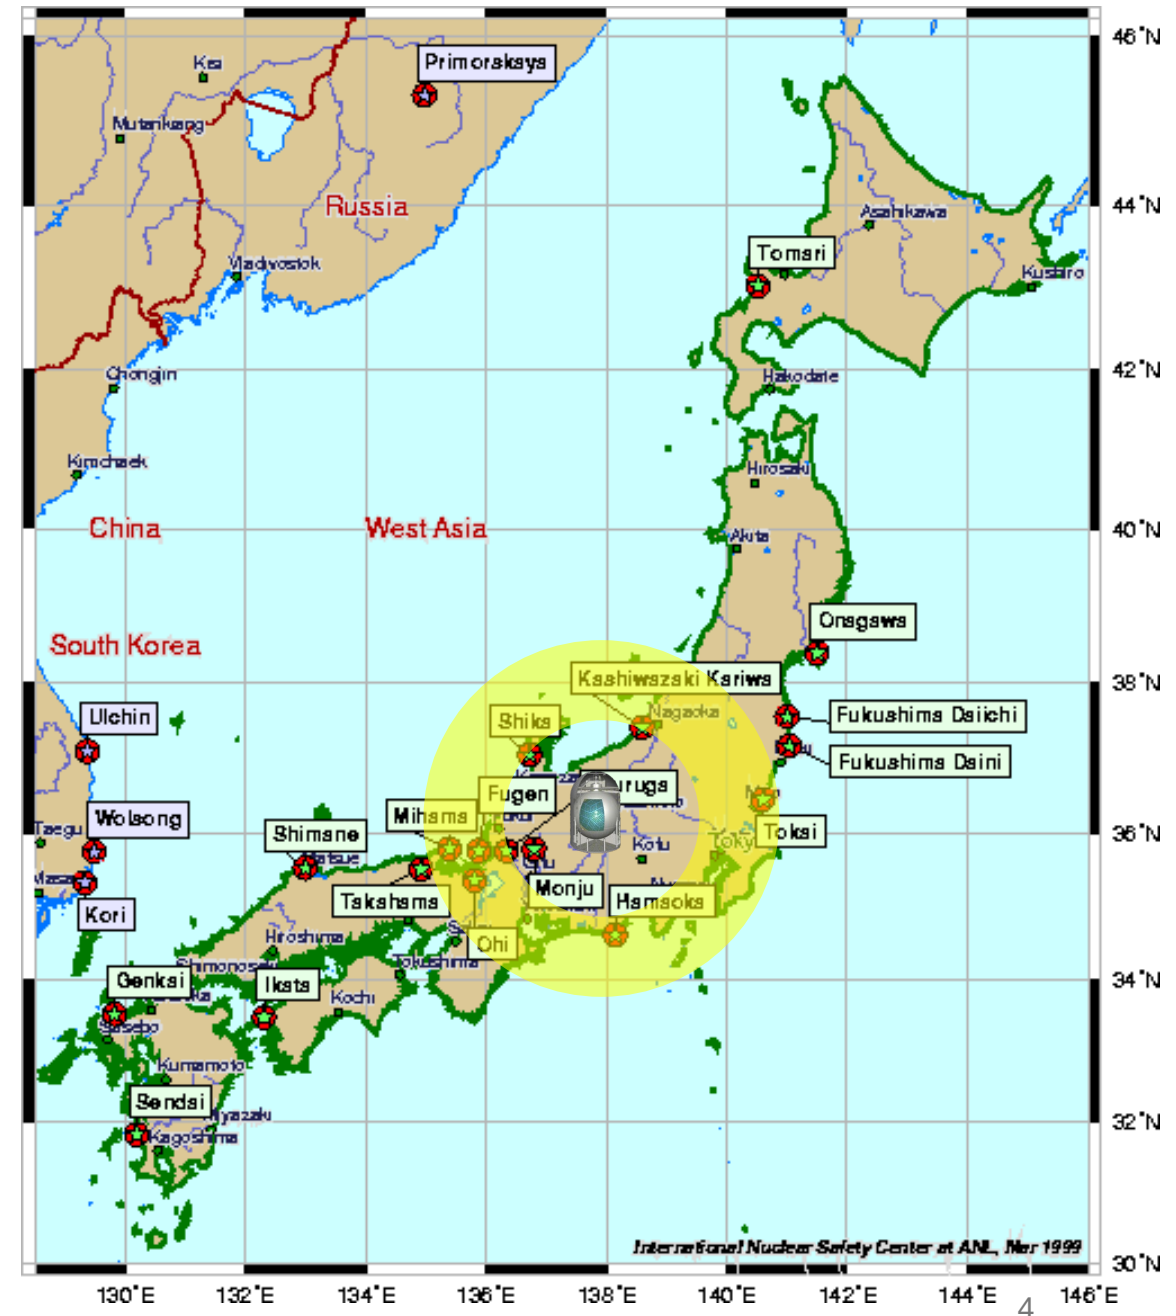 46°N
Primorskaya
Mutankiang
Russia
44°N
Asahikawa
Tomari
Vladivostok
Kushiro
Chongjin
42°N
Hakodate
Kimchaek
Hirosaki
China
West Asia
40°N
Akita
Onagawa
South Korea
Kashiwazaki Kariwa
38°N
Ulchin
Shika
Nagaoka
Fukushima Daiichi
Fukushima Daini
Fugen
Mihama
Wolsong
Taegu
Shimane
36°N
Tokai
Kofu
Takahama
Monju
Hamaoka
Kori
Ohi
Hiroshima
Tokushima
Genkai
Ikata
34°N
Kochi
Sasebo
Kumamoto
Sendai
32°N
Kagoshima
International Nuclear Safety Center at ANL, Mar 1999
30°N
130°E
132°E
134°E
136°E
138°E
140°E
142°E
144°E
146°E
4